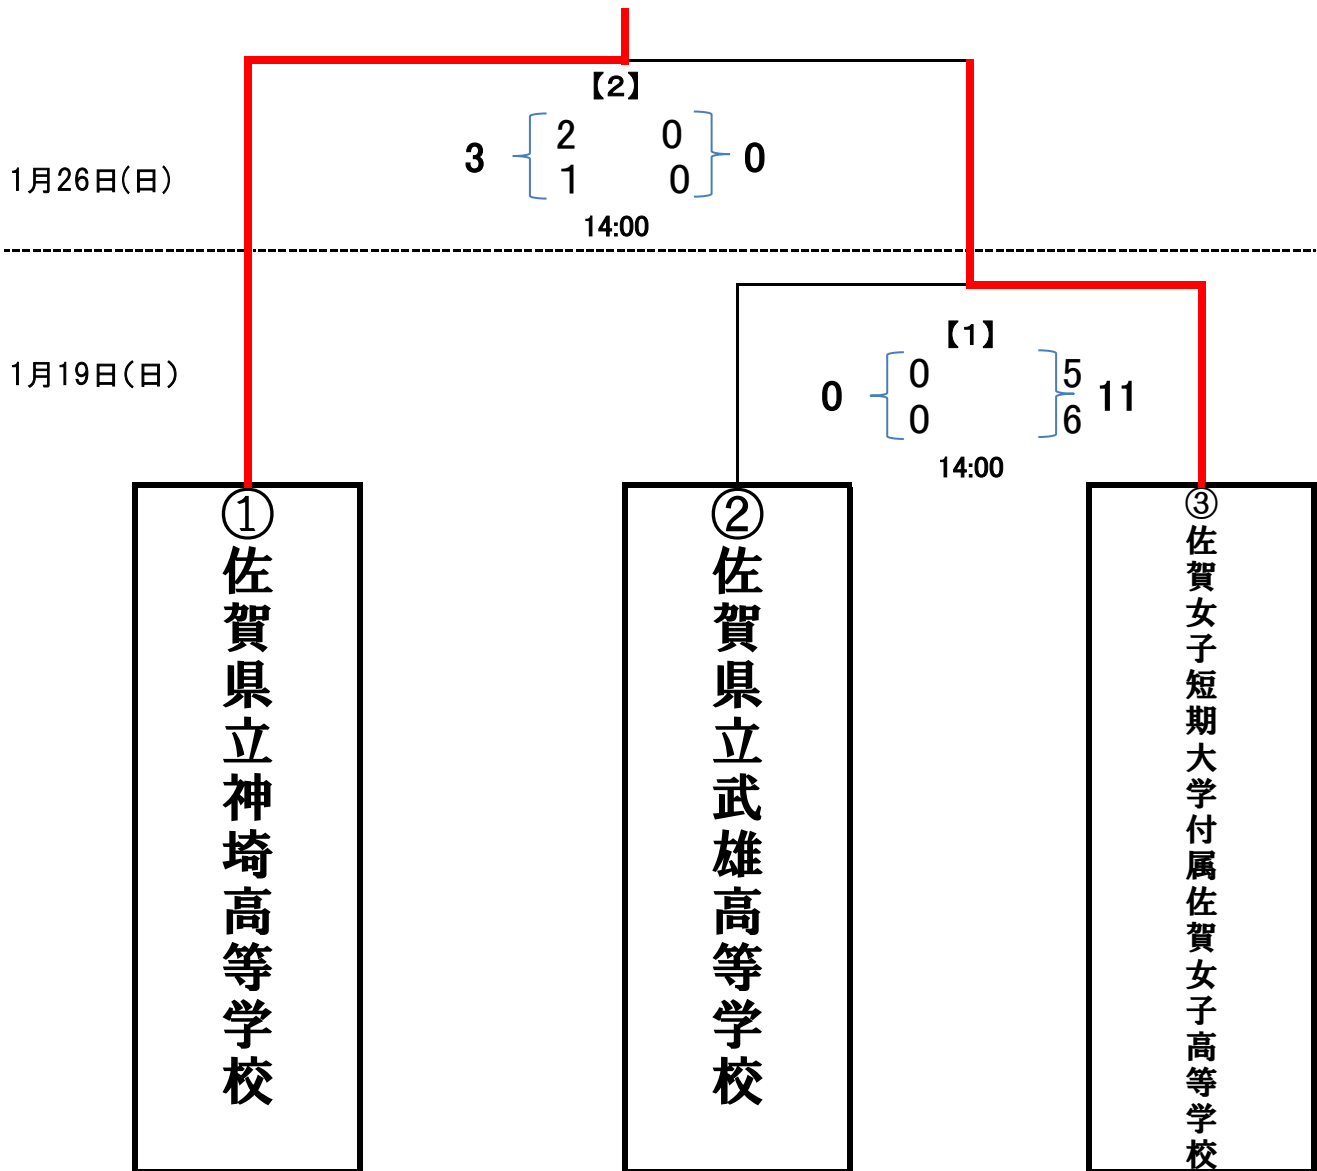 【2】
3 2 0 0
1 0
1月26日(日)
14:00
【1】
1月19日(日)
0 0 5 11
0 6
14:00
①佐賀県立神埼高等学校
②佐賀県立武雄高等学校
③佐賀女子短期大学付属佐賀女子高等学校